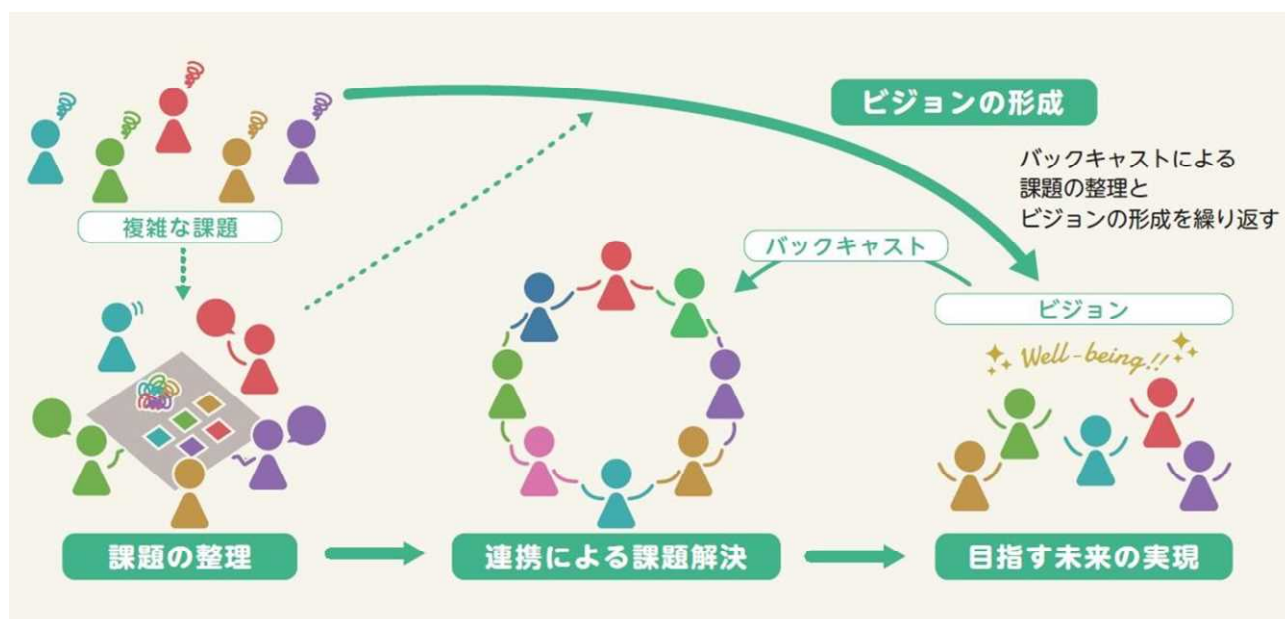 ビジョンの形成
バックキャストによる
課題の整理と
ビジョンの形成を繰り返す
複雑な課題
バックキャスト
ビジョン
Well-being!!
課題の整理
連携による課題解決
目指す未来の実現